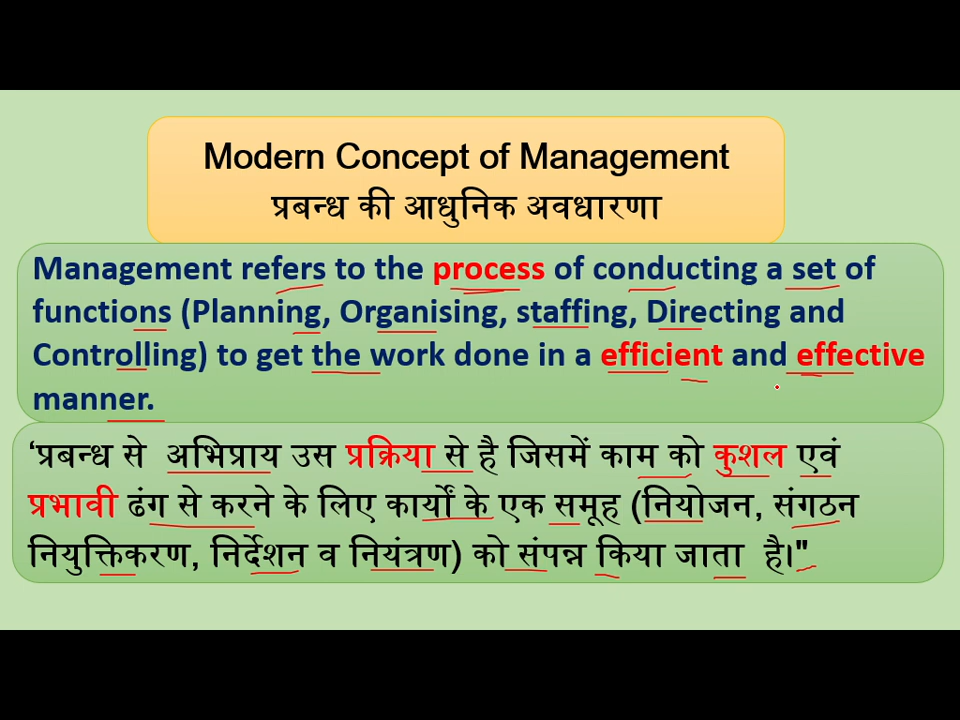 Modern Concept of Management
प्रबन्ध की आधुनिक अवधारणा
Management refers to the process of conducting a set of
functions (Planning, Organising, staffing, Directing and
Controlling) to get the work done in a efficient and effective
manner.
‘प्रबन्ध से अभिप्राय उस प्रक्रिया से है जिसमें काम को कुशल एवं
प्रभावी ढंग से करने के लिए कार्यों के एक समूह (नियोजन, संगठन
नियुक्तिकरण, निर्देशन व नियंत्रण) को संपन्न किया जाता है।"